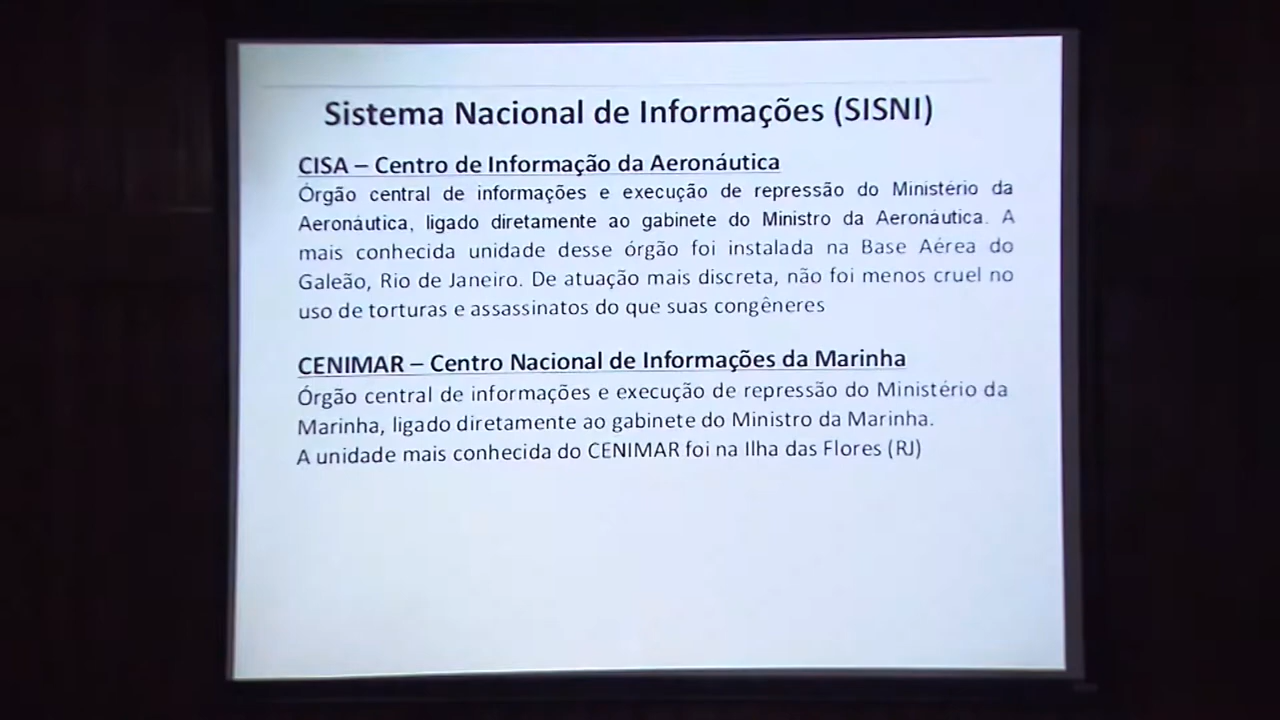 Sistema Nacional de Informações (SISNI)
CISA – Centro de Informação da Aeronáutica
Órgão central de informações e execução de repressão do Ministério da
Aeronáutica, ligado diretamente ao gabinete do Ministro da Aeronáutica. A
mais conhecida unidade desse órgão foi instalada na Base Aérea do
Galeão, Rio de Janeiro. De atuação mais discreta, não foi menos cruel no
uso de torturas e assassinatos do que suas congêneres
CENIMAR – Centro Nacional de Informações da Marinha
Órgão central de informações e execução de repressão do Ministério da
Marinha, ligado diretamente ao gabinete do Ministro da Marinha.
A unidade mais conhecida do CENIMAR foi na Ilha das Flores (RJ)